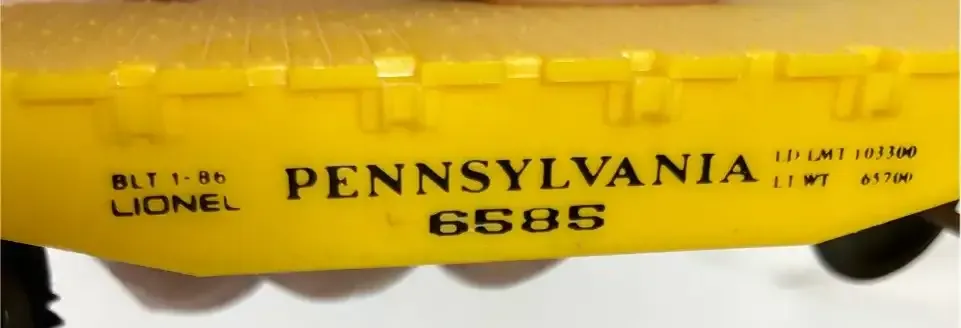 BLT 1-86
LIONEL
PENNSYLVANIA
6585
LD LMT 103300
LT WT 65700